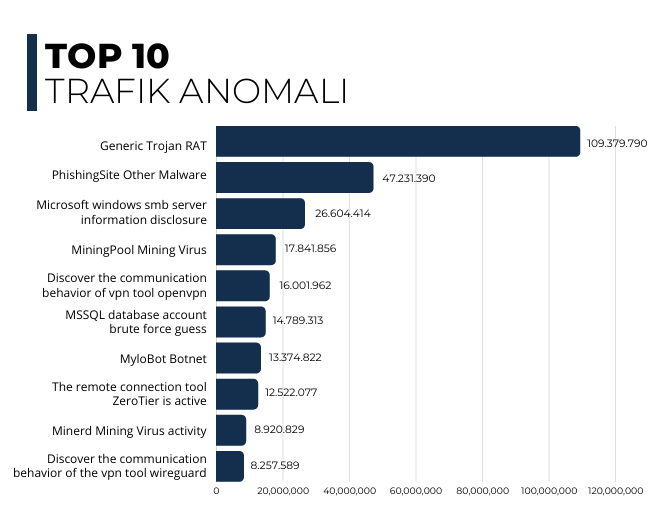 TOP 10
TRAFIK ANOMALI
Generic Trojan RAT
109.379.790
PhishingSite Other Malware
47.231.390
Microsoft windows smb server
information disclosure
26.604.414
MiningPool Mining Virus
17.841.856
Discover the communication
behavior of vpn tool openvpn
16.001.962
MSSQL database account
brute force guess
14.789.313
MyloBot Botnet
13.374.822
The remote connection tool
ZeroTier is active
12.522.077
Minerd Mining Virus activity
8.920.829
Discover the communication
behavior of the vpn tool wireguard
8.257.589
0 20,000,000 40,000,000 60,000,000 80,000,000 100,000,000 120,000,000